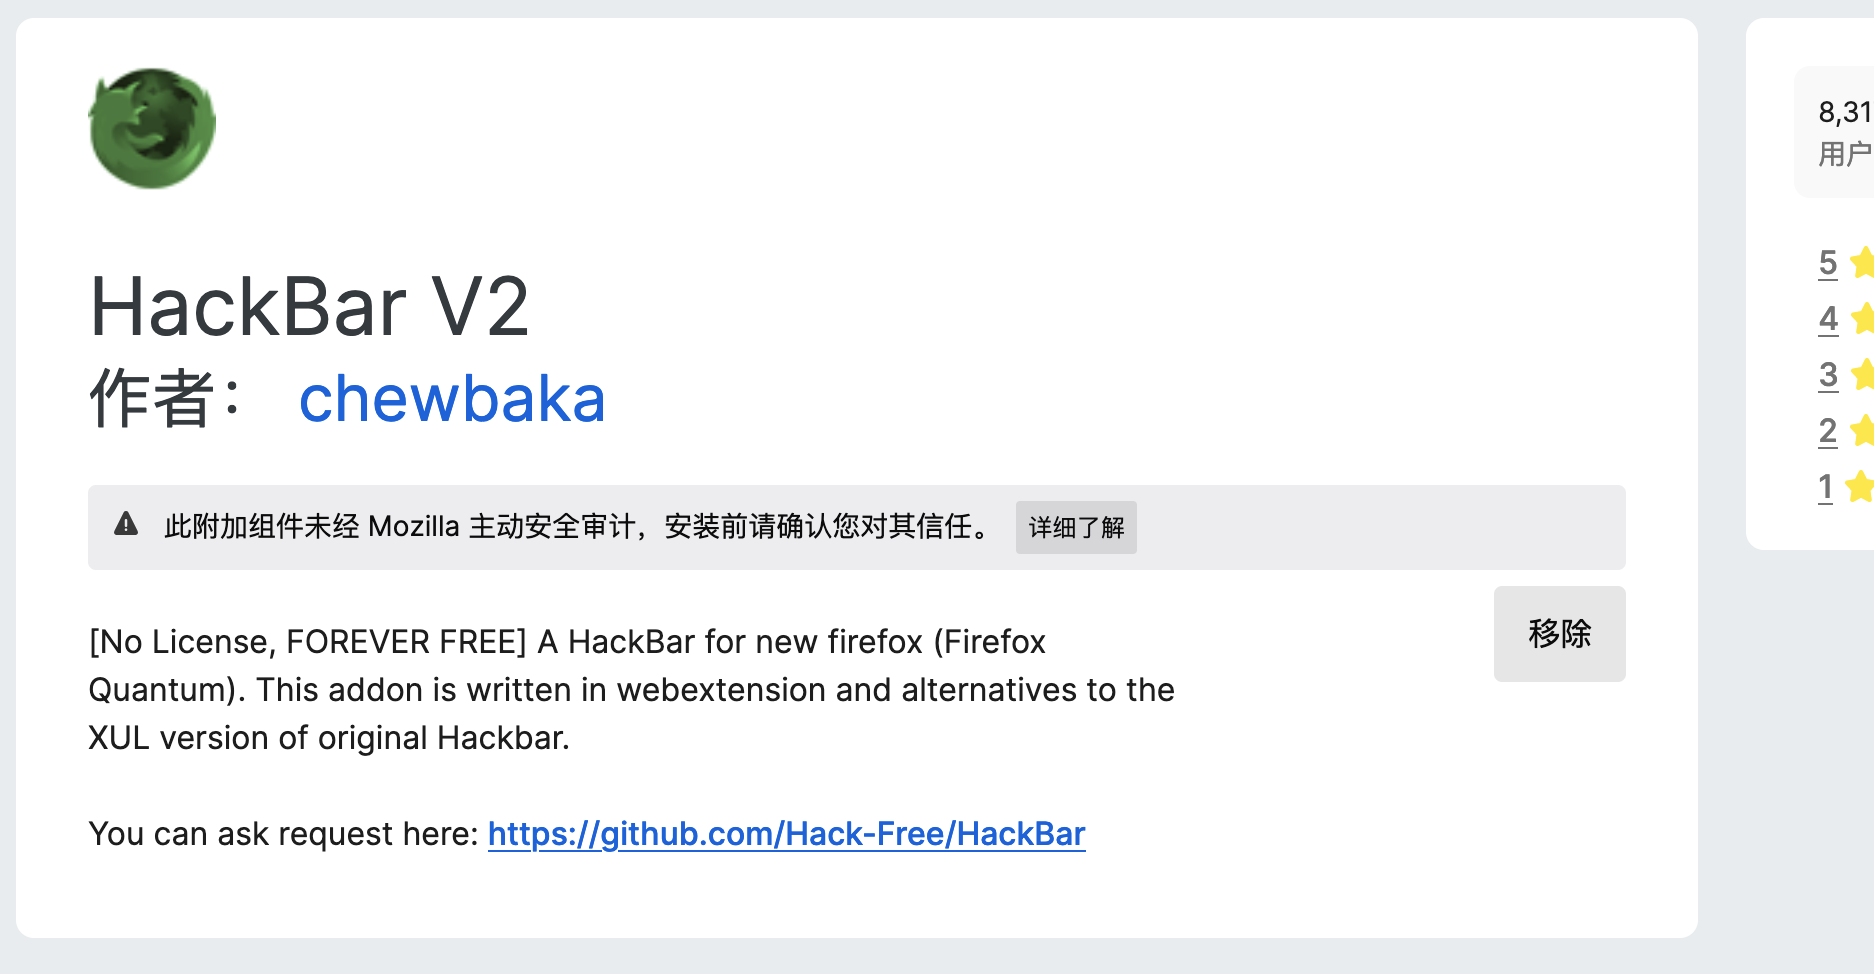 HackBar V2
作者： chewbaka
此附加组件未经 Mozilla 主动安全审计，安装前请确认您对其信任。 详细了解
移除
[No License, FOREVER FREE] A HackBar for new firefox (Firefox
Quantum). This addon is written in webextension and alternatives to the
XUL version of original Hackbar.
You can ask request here: https://github.com/Hack-Free/HackBar
8,31
用户
5
4
3
2
1